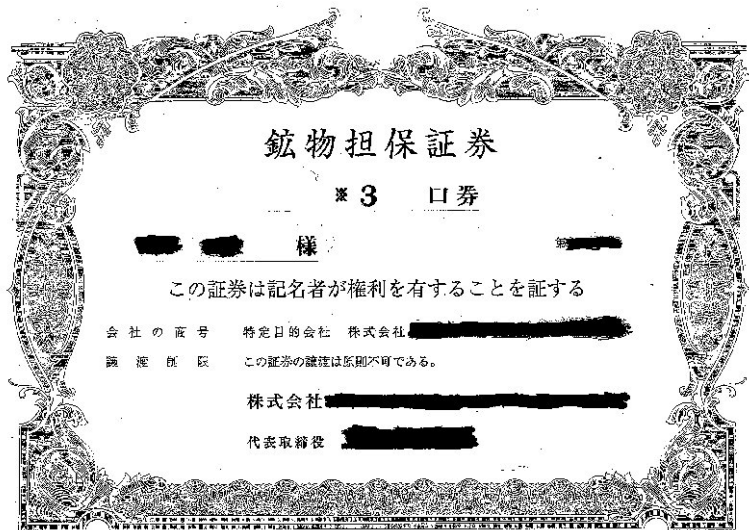 鉱物担保証券
※3 口券
様
この証券は記名者が権利を有することを証する
会社の商号 特定目的会社 株式会社
譲渡制限 この証券の譲渡は原則不可である。
株式会社
代表取締役